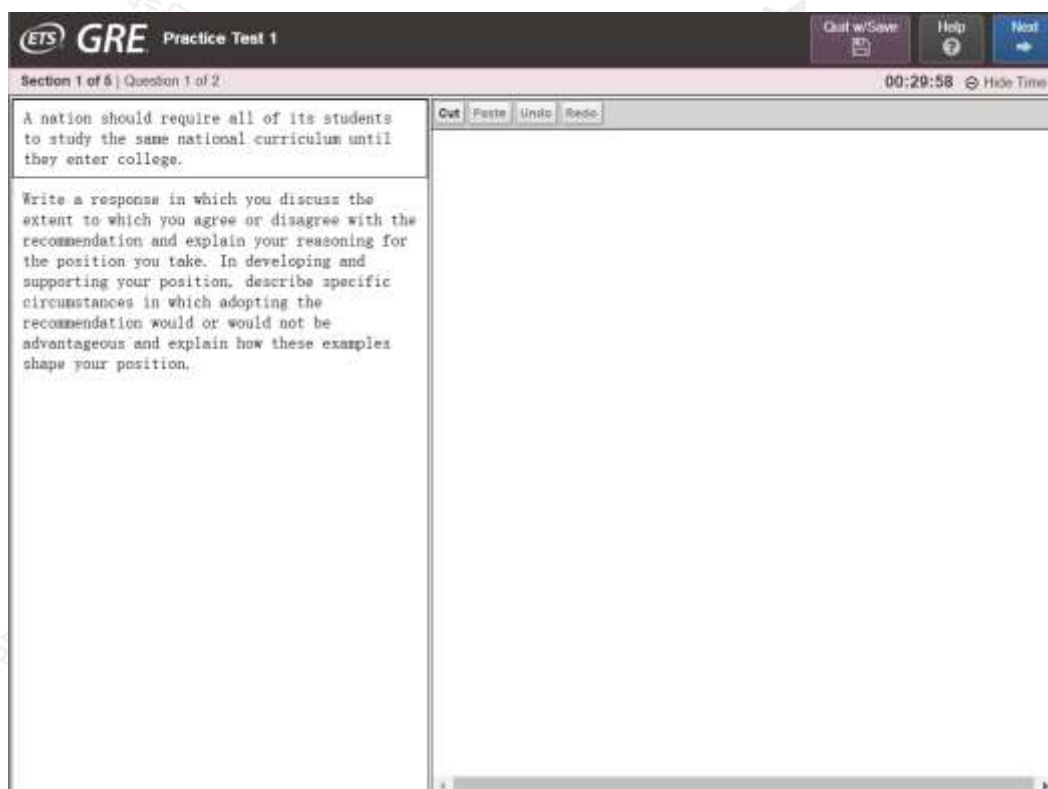 ETS GRE Practice Test 1
Quit w/Save
Help
Next
Section 1 of 5 | Question 1 of 2
00:29:58 Hide Time
A nation should require all of its students
to study the same national curriculum until
they enter college.
Cut Paste Undo Redo
Write a response in which you discuss the
extent to which you agree or disagree with the
recommendation and explain your reasoning for
the position you take. In developing and
supporting your position, describe specific
circumstances in which adopting the
recommendation would or would not be
advantageous and explain how these examples
shape your position.